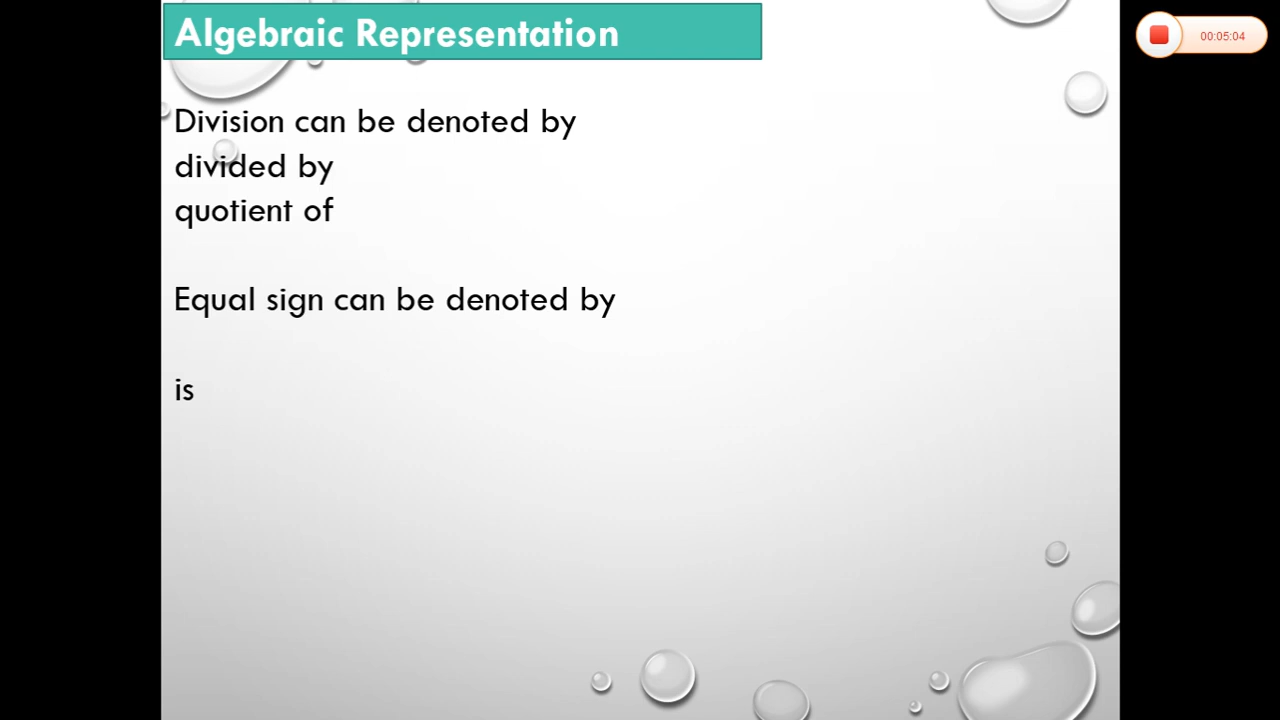 Algebraic Representation
00:05:04
Division can be denoted by
divided by
quotient of
Equal sign can be denoted by
is